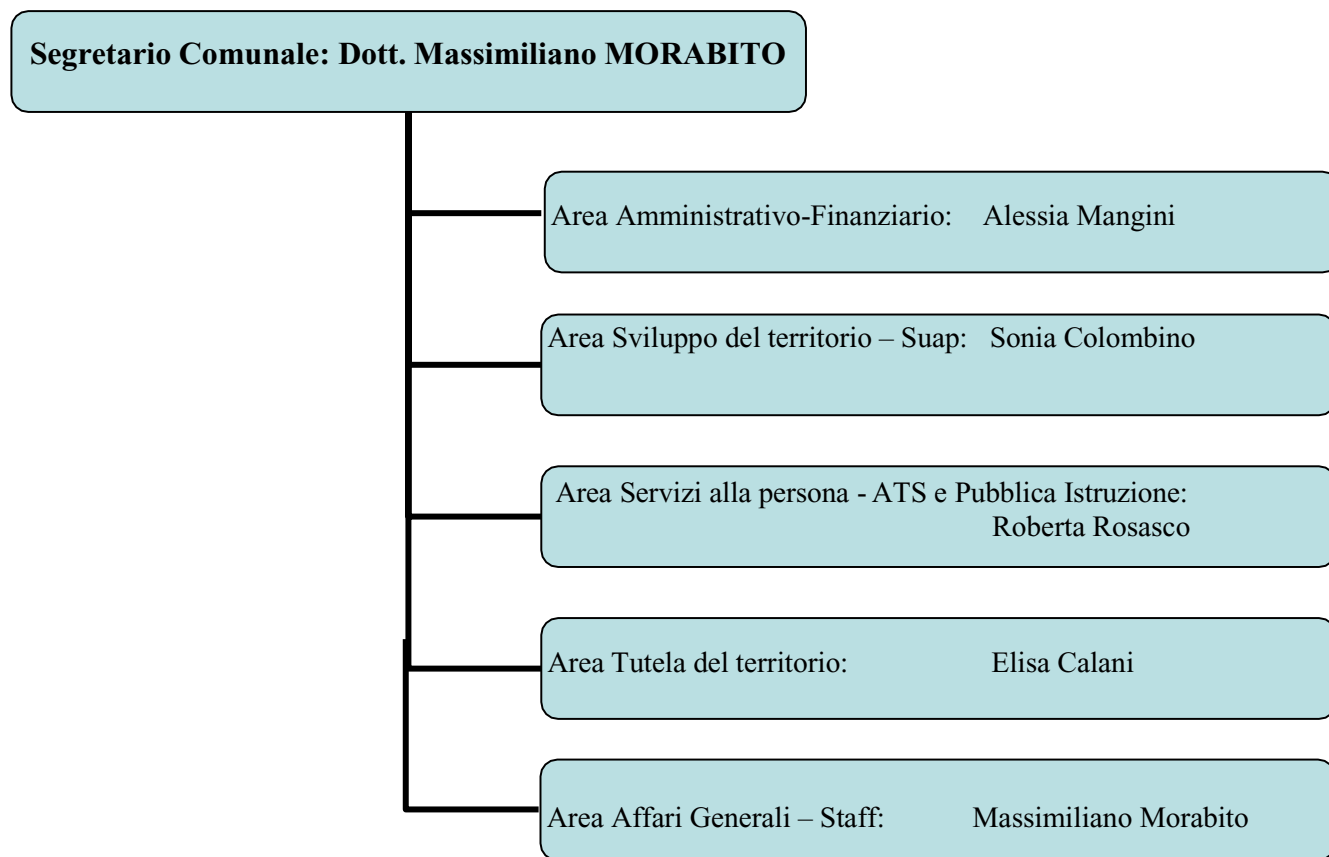 Segretario Comunale: Dott. Massimiliano MORABITO
Area Amministrativo-Finanziario: Alessia Mangini
Area Sviluppo del territorio – Suap: Sonia Colombino
Area Servizi alla persona - ATS e Pubblica Istruzione:
Roberta Rosasco
Area Tutela del territorio: Elisa Calani
Area Affari Generali – Staff: Massimiliano Morabito